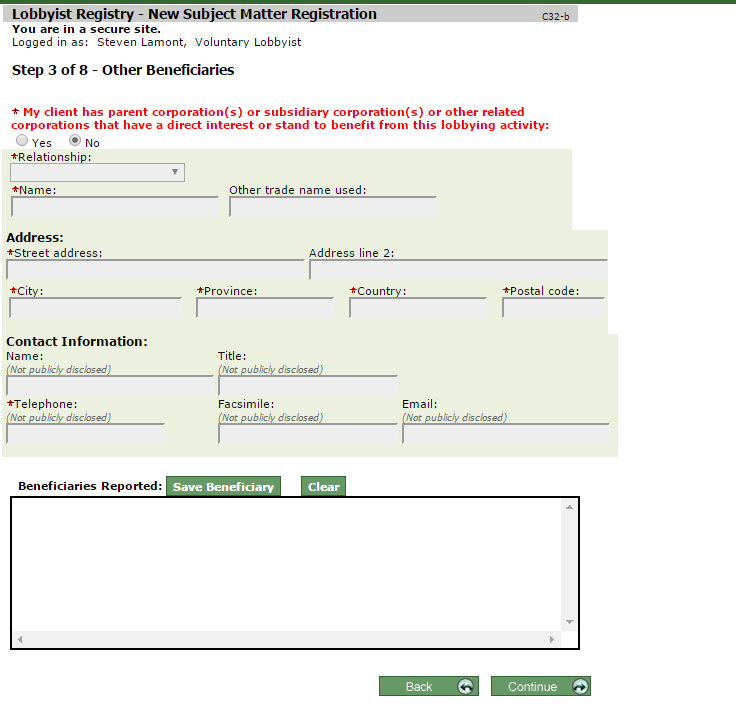 Lobbyist Registry - New Subject Matter Registration C32-b
You are in a secure site.
Logged in as: Steven Lamont, Voluntary Lobbyist
Step 3 of 8 - Other Beneficiaries
* My client has parent corporation(s) or subsidiary corporation(s) or other related
corporations that have a direct interest or stand to benefit from this lobbying activity:
Yes No
*Relationship:
*Name: Other trade name used:
Address:
*Street address: Address line 2:
*City: *Province: *Country: *Postal code:
Contact Information:
Name: Title:
(Not publicly disclosed) (Not publicly disclosed)
*Telephone: Facsimile: Email:
(Not publicly disclosed) (Not publicly disclosed) (Not publicly disclosed)
Beneficiaries Reported: Save Beneficiary Clear
Back Continue